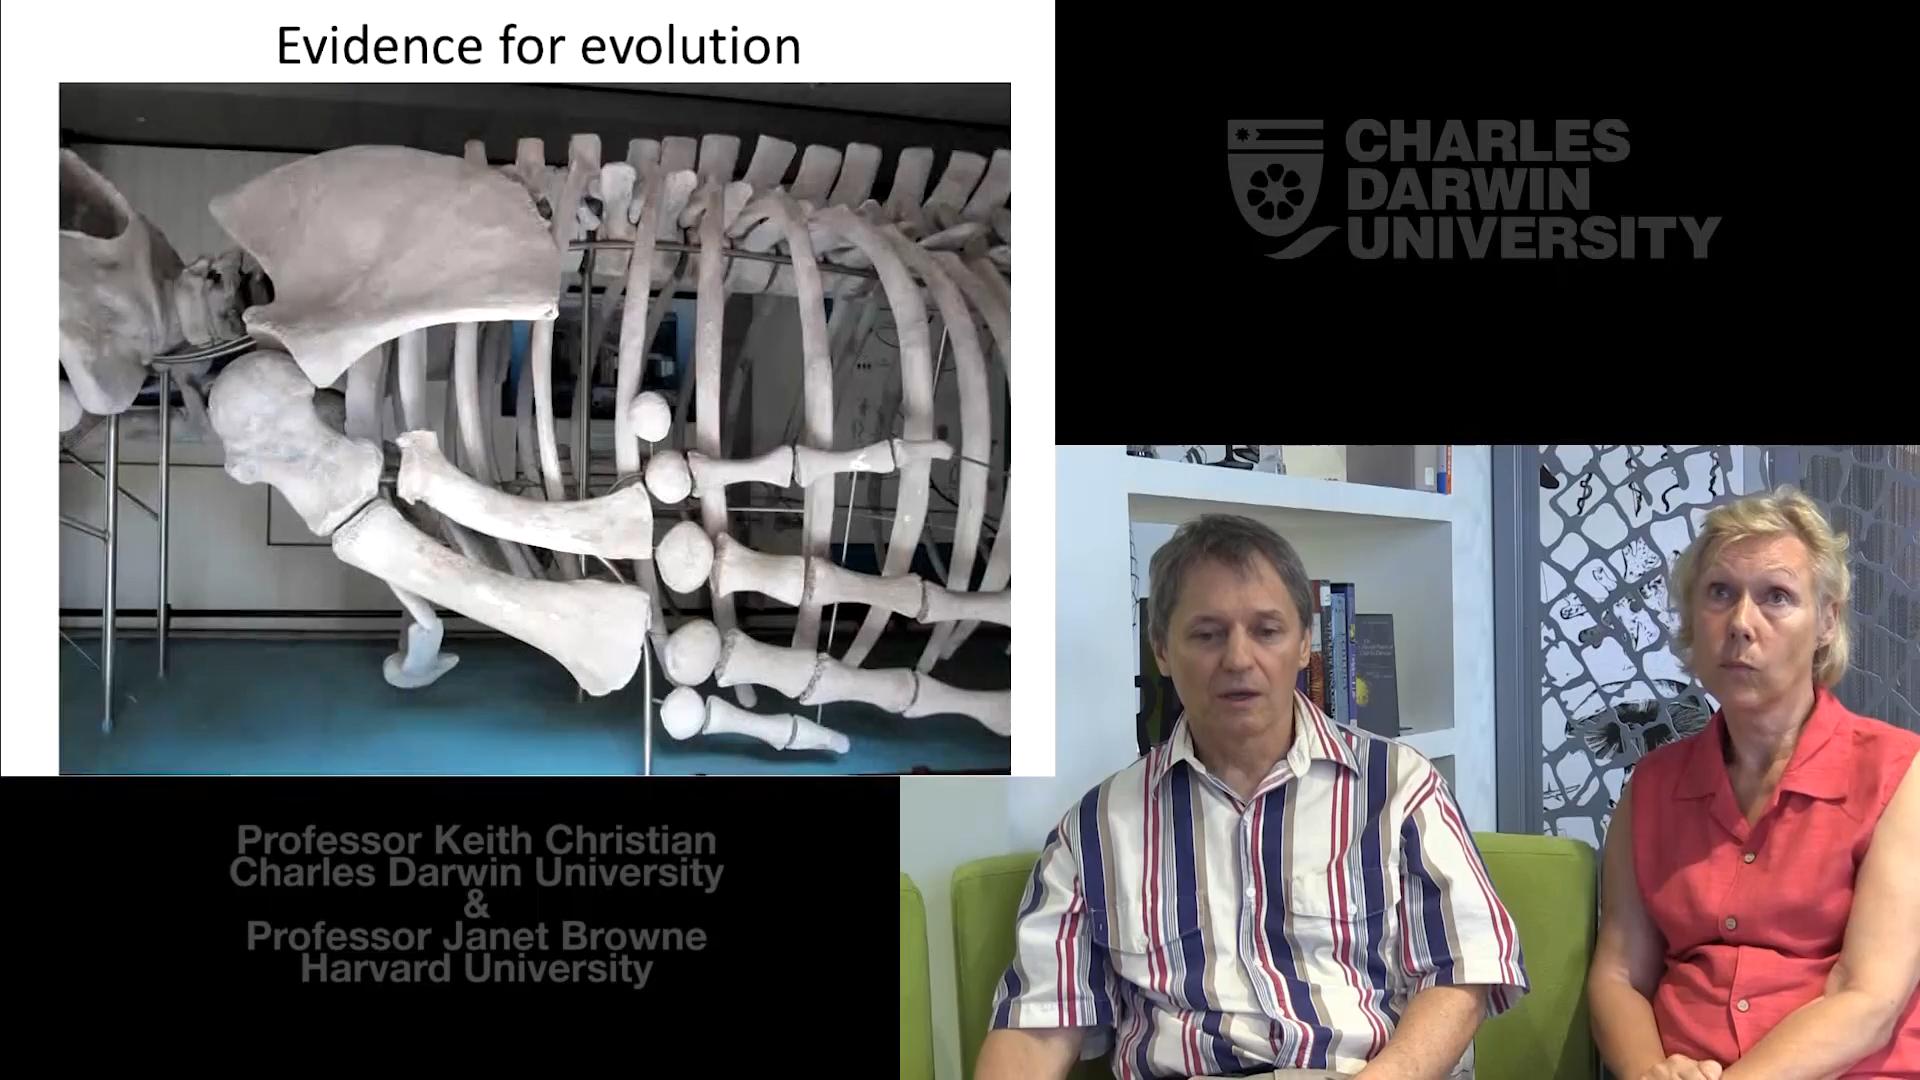 Evidence for evolution
CHARLES
DARWIN
UNIVERSITY
Professor Keith Christian
Charles Darwin University
&
Professor Janet Browne
Harvard University